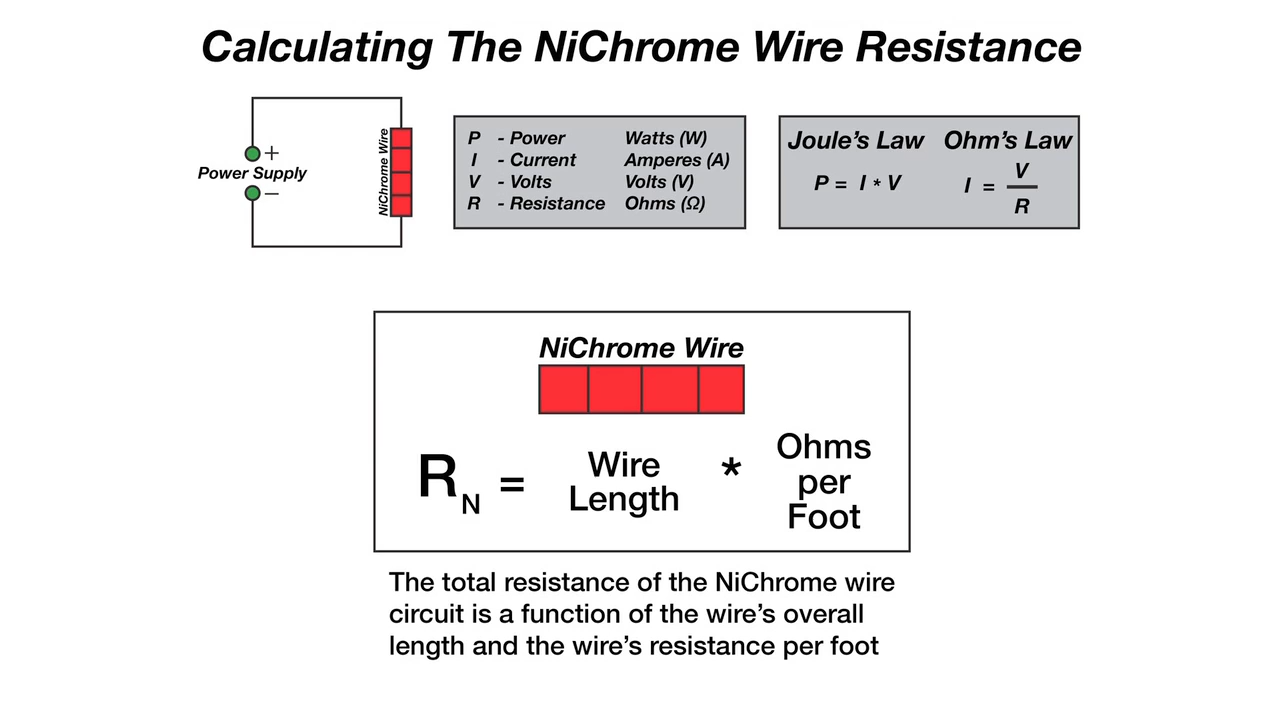 Calculating The NiChrome Wire Resistance
+
Power Supply
−
NiChrome Wire
P - Power Watts (W)
I - Current Amperes (A)
V - Volts Volts (V)
R - Resistance Ohms (Ω)
Joule's Law Ohm's Law
P = I * V
I = V
R
NiChrome Wire
R N = Wire Length * Ohms per Foot
The total resistance of the NiChrome wire
circuit is a function of the wire's overall
length and the wire's resistance per foot